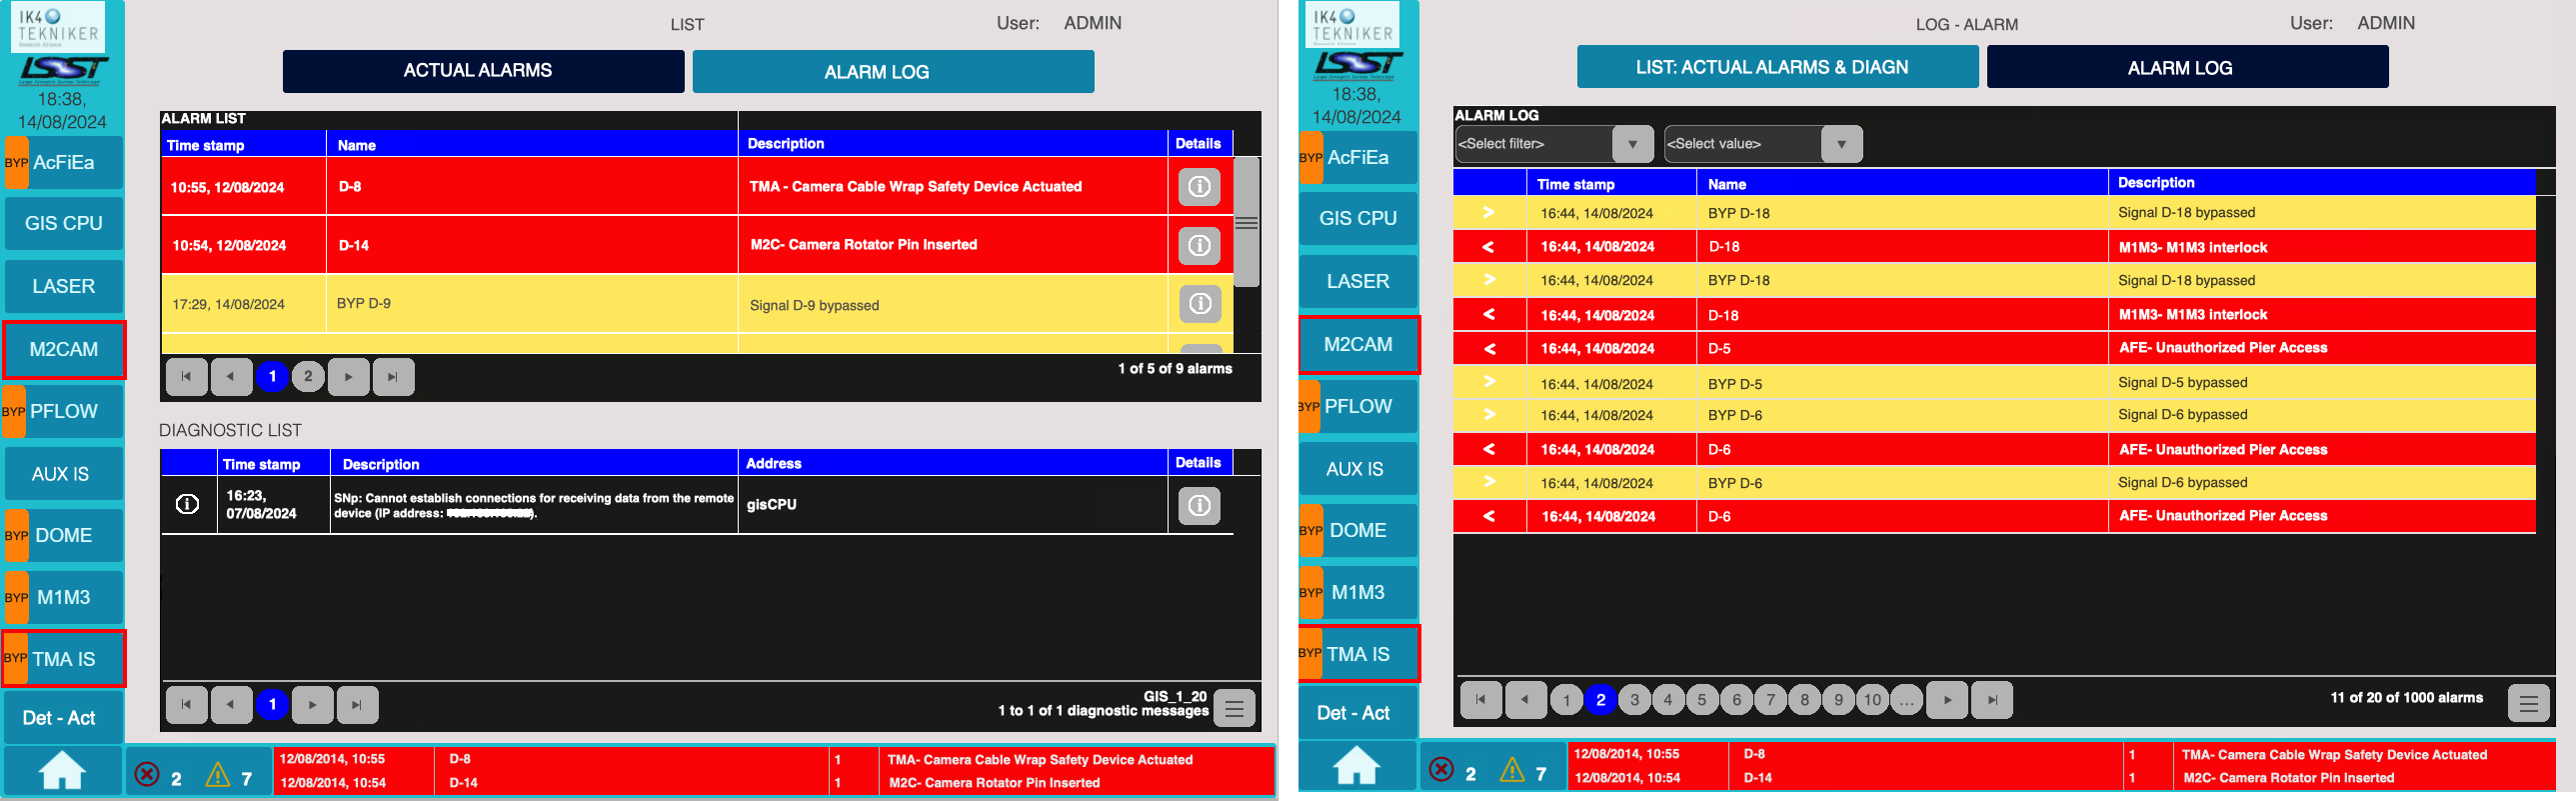 IK4
TEKNIKER
Research Alliance
LSST
Large Synoptic Survey Telescope
18:38,
14/08/2024
BYP AcFiEa
GIS CPU
LASER
M2CAM
BYP PFLOW
AUX IS
BYP DOME
BYP M1M3
BYP TMA IS
Det - Act
LIST
User: ADMIN
ACTUAL ALARMS
ALARM LOG
ALARM LIST
Time stamp Name Description Details
10:55, 12/08/2024 D-8 TMA - Camera Cable Wrap Safety Device Actuated
10:54, 12/08/2024 D-14 M2C- Camera Rotator Pin Inserted
17:29, 14/08/2024 BYP D-9 Signal D-9 bypassed
1 2
1 of 5 of 9 alarms
DIAGNOSTIC LIST
Time stamp Description Address Details
16:23,
07/08/2024
SNp: Cannot establish connections for receiving data from the remote
device (IP address: ).
gisCPU
1
GIS_1_20
1 to 1 of 1 diagnostic messages
2 7
12/08/2014, 10:55 D-8 1 TMA- Camera Cable Wrap Safety Device Actuated
12/08/2014, 10:54 D-14 1 M2C- Camera Rotator Pin Inserted
IK4
TEKNIKER
Research Alliance
LSST
Large Synoptic Survey Telescope
18:38,
14/08/2024
BYP AcFiEa
GIS CPU
LASER
M2CAM
BYP PFLOW
AUX IS
BYP DOME
BYP M1M3
BYP TMA IS
Det - Act
LOG - ALARM
User: ADMIN
LIST: ACTUAL ALARMS & DIAGN
ALARM LOG
ALARM LOG
<Select filter> <Select value>
Time stamp Name Description
> 16:44, 14/08/2024 BYP D-18 Signal D-18 bypassed
< 16:44, 14/08/2024 D-18 M1M3- M1M3 interlock
> 16:44, 14/08/2024 BYP D-18 Signal D-18 bypassed
< 16:44, 14/08/2024 D-18 M1M3- M1M3 interlock
< 16:44, 14/08/2024 D-5 AFE- Unauthorized Pier Access
> 16:44, 14/08/2024 BYP D-5 Signal D-5 bypassed
> 16:44, 14/08/2024 BYP D-6 Signal D-6 bypassed
< 16:44, 14/08/2024 D-6 AFE- Unauthorized Pier Access
> 16:44, 14/08/2024 BYP D-6 Signal D-6 bypassed
< 16:44, 14/08/2024 D-6 AFE- Unauthorized Pier Access
1 2 3 4 5 6 7 8 9 10 ...
11 of 20 of 1000 alarms
2 7
12/08/2014, 10:55 D-8 1 TMA- Camera Cable Wrap Safety Device Actuated
12/08/2014, 10:54 D-14 1 M2C- Camera Rotator Pin Inserted